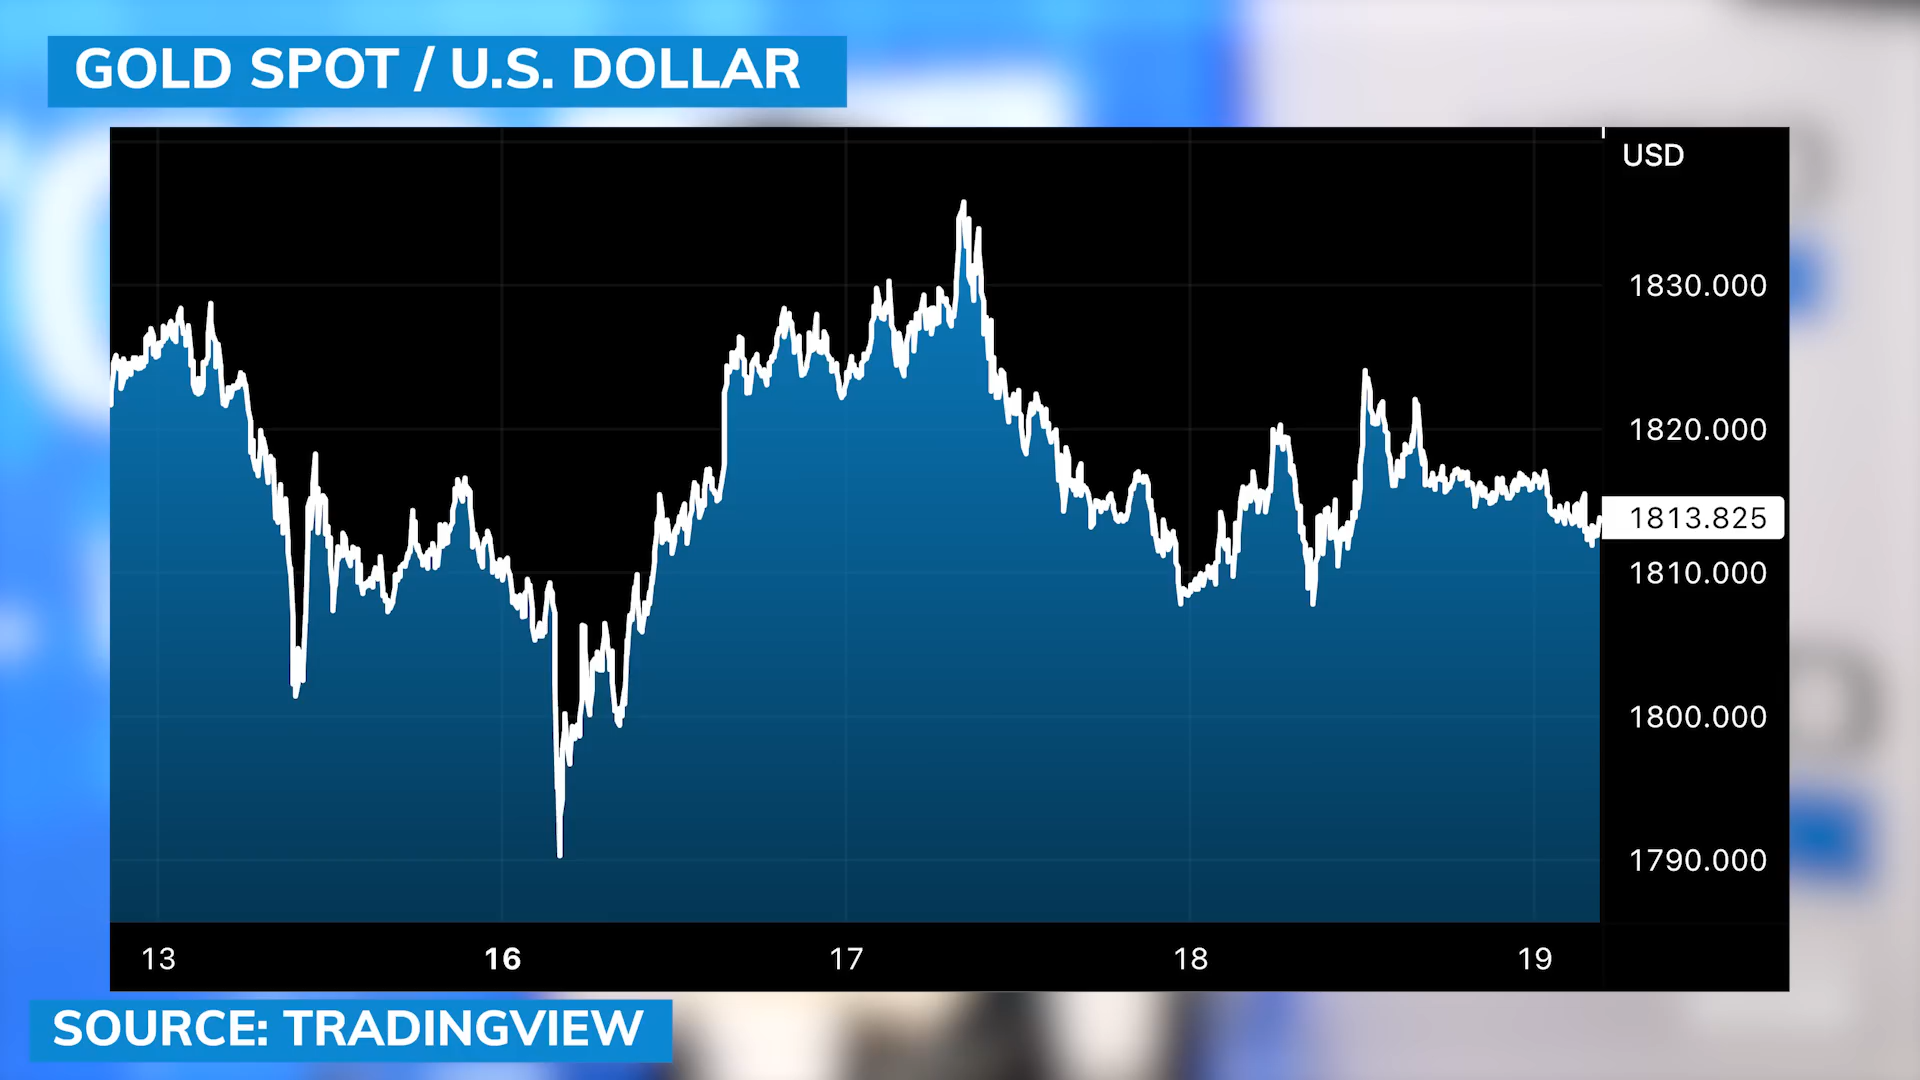 GOLD SPOT / U.S. DOLLAR
USD
1830.000
1820.000
1813.825
1810.000
1800.000
1790.000
13 16 17 18 19
SOURCE: TRADINGVIEW